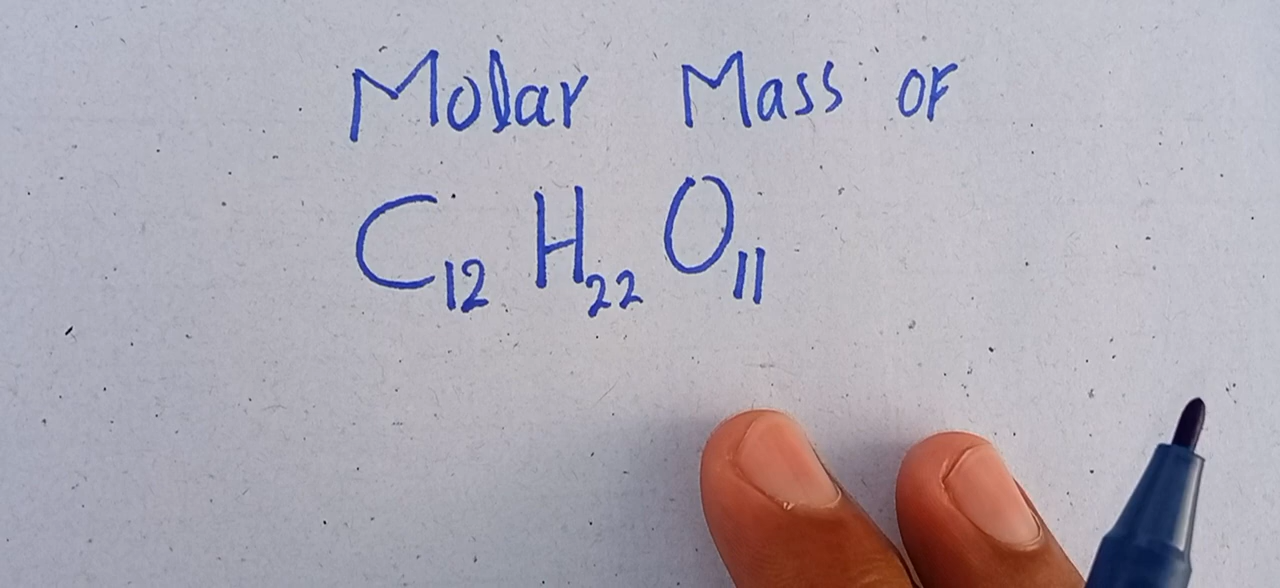 Molar Mass OF
C₁₂ H₂₂ O₁₁